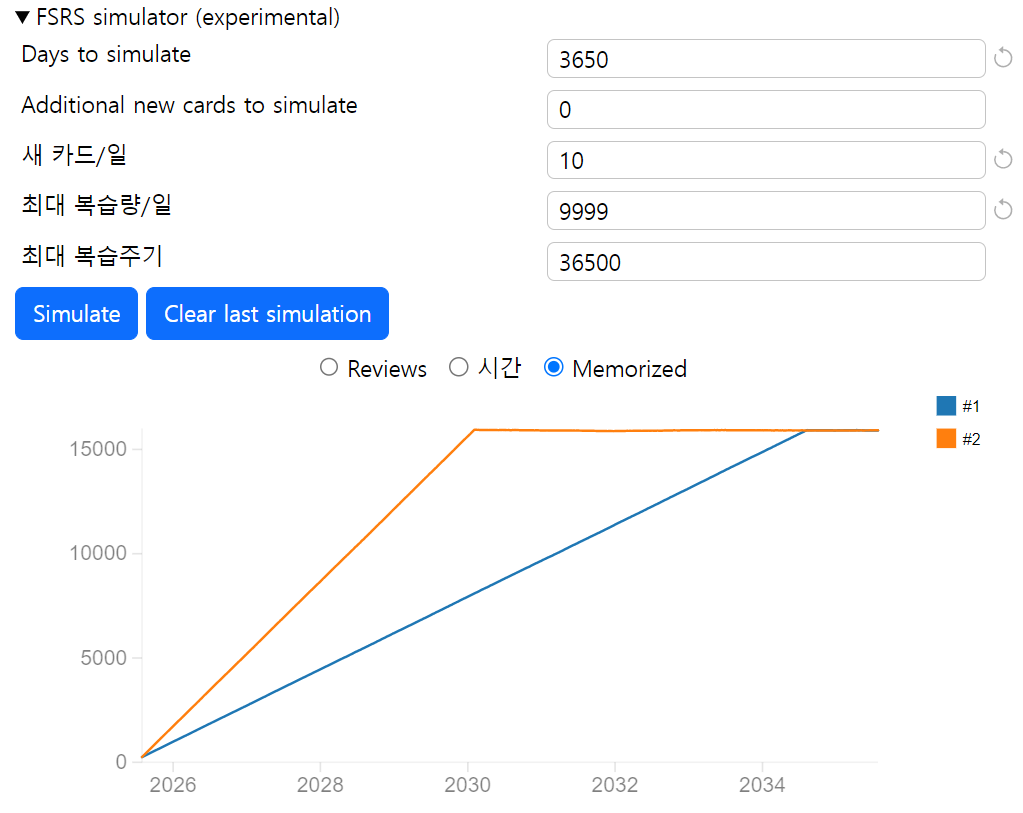 ▼ FSRS simulator (experimental)
Days to simulate 3650
Additional new cards to simulate 0
새 카드/일 10
최대 복습량/일 9999
최대 복습주기 36500
Simulate Clear last simulation
Reviews 시간 Memorized
#1
#2
15000
10000
5000
0
2026 2028 2030 2032 2034